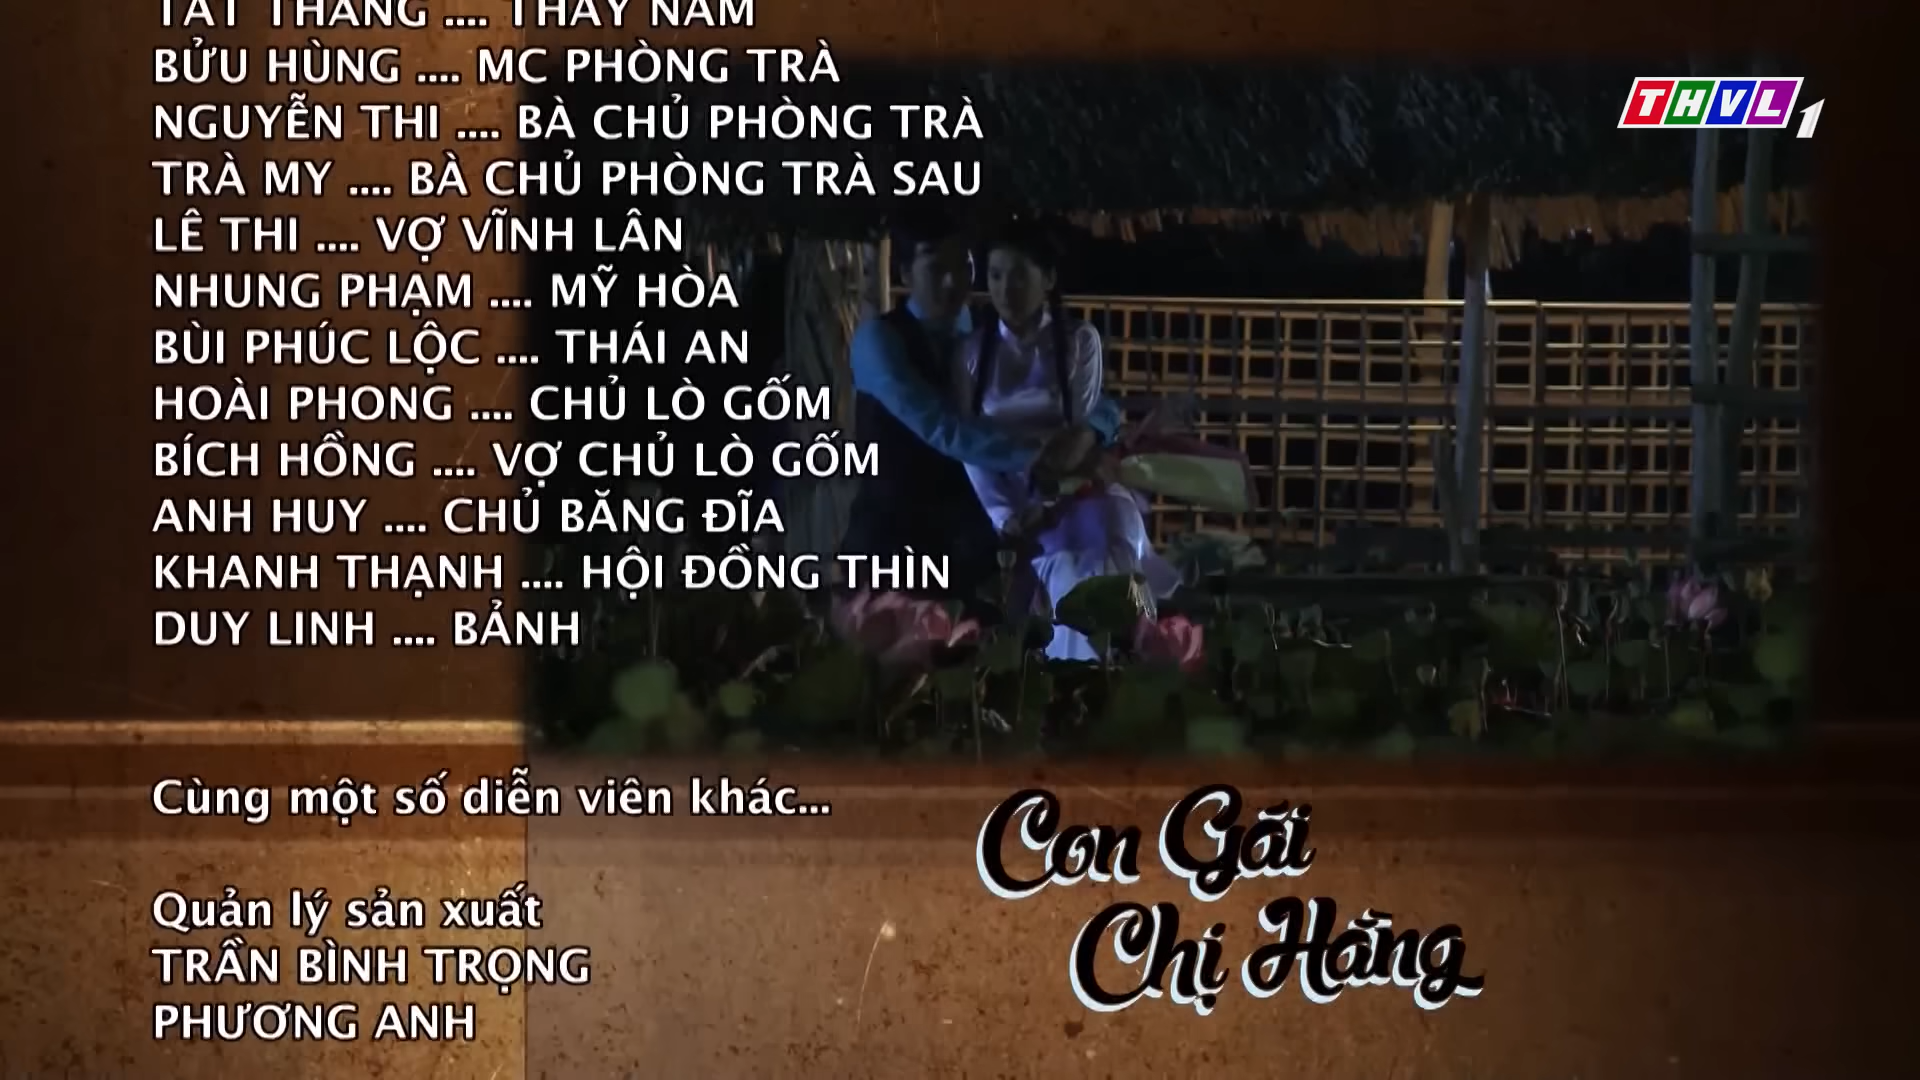 TẤT THẮNG .... THẦY NĂM
BỬU HÙNG .... MC PHÒNG TRÀ
NGUYỄN THI .... BÀ CHỦ PHÒNG TRÀ
TRÀ MY .... BÀ CHỦ PHÒNG TRÀ SAU
LÊ THI .... VỢ VĨNH LÂN
NHUNG PHẠM .... MỸ HÒA
BÙI PHÚC LỘC .... THÁI AN
HOÀI PHONG .... CHỦ LÒ GỐM
BÍCH HỒNG .... VỢ CHỦ LÒ GỐM
ANH HUY .... CHỦ BĂNG ĐĨA
KHANH THẠNH .... HỘI ĐỒNG THÌN
DUY LINH .... BẢNH
Cùng một số diễn viên khác...
Quản lý sản xuất
TRẦN BÌNH TRỌNG
PHƯƠNG ANH
THVL1
Con Gái
Chị Hằng